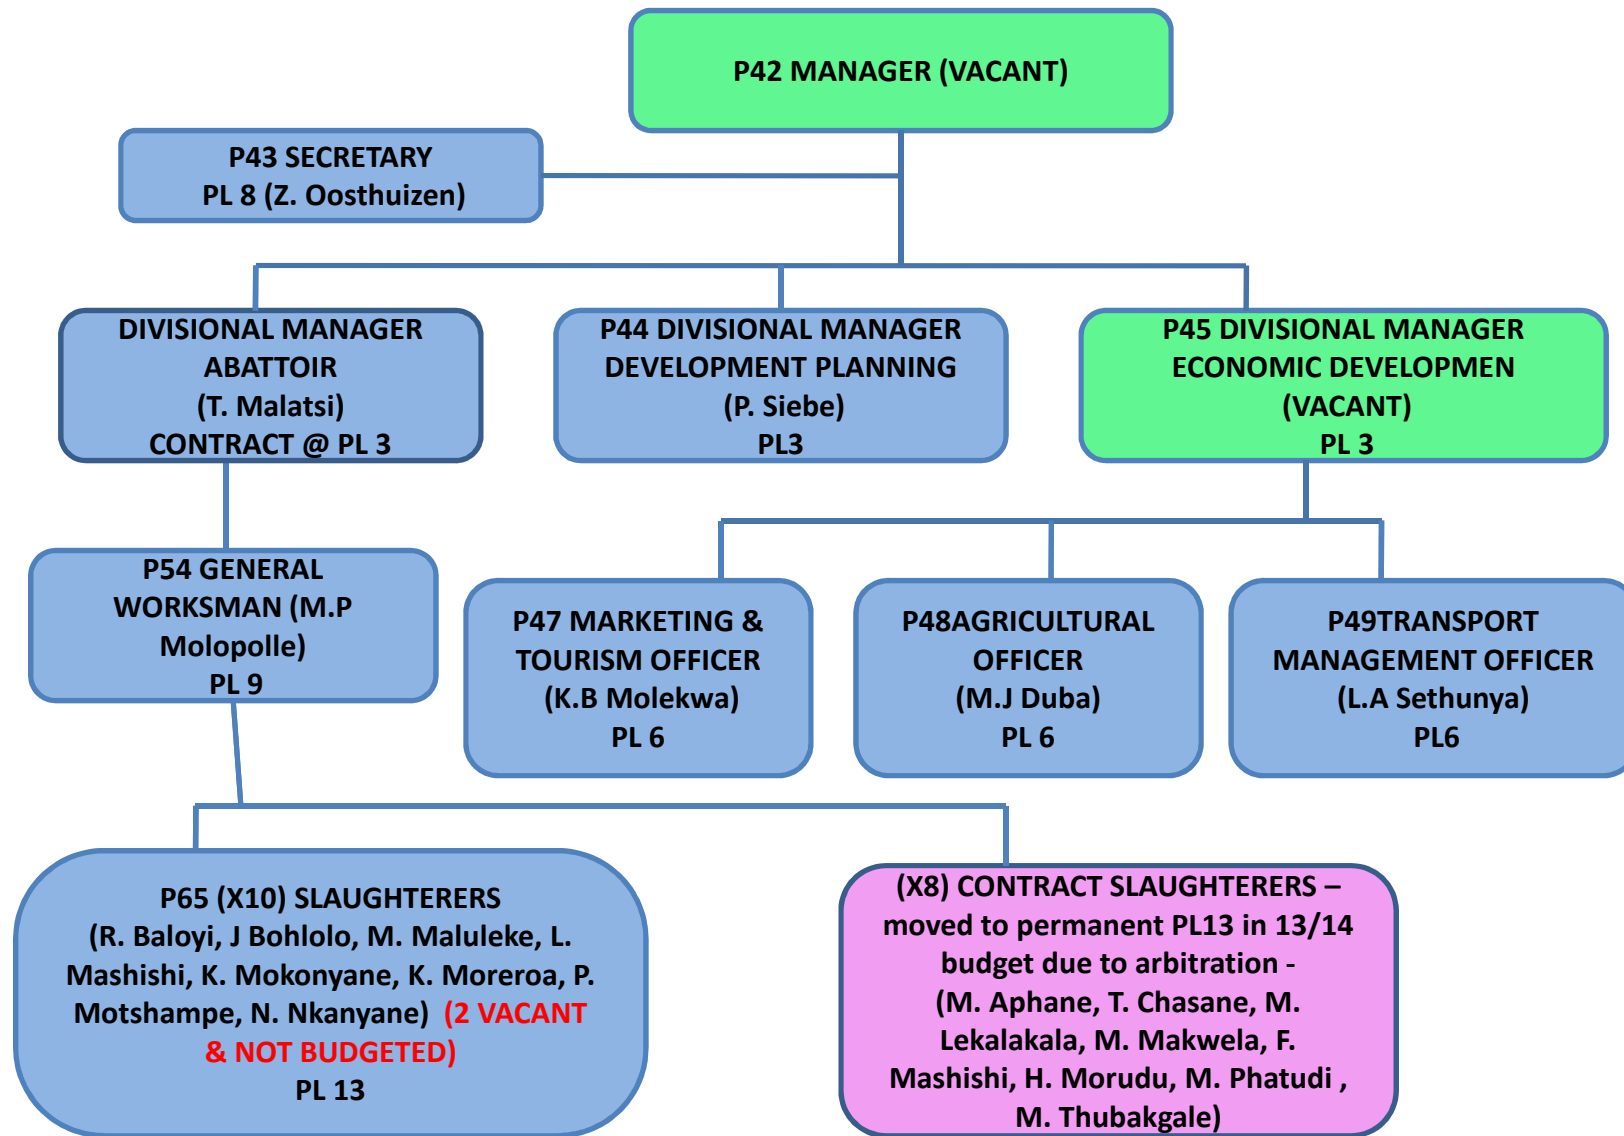 P42 MANAGER (VACANT)
P43 SECRETARY
PL 8 (Z. Oosthuizen)
DIVISIONAL MANAGER
ABATTOIR
(T. Malatsi)
CONTRACT @ PL 3
P44 DIVISIONAL MANAGER
DEVELOPMENT PLANNING
(P. Siebe)
PL3
P45 DIVISIONAL MANAGER
ECONOMIC DEVELOPMEN
(VACANT)
PL 3
P54 GENERAL
WORKSMAN (M.P
Molopolle)
PL 9
P47 MARKETING &
TOURISM OFFICER
(K.B Molekwa)
PL 6
P48AGRICULTURAL
OFFICER
(M.J Duba)
PL 6
P49TRANSPORT
MANAGEMENT OFFICER
(L.A Sethunya)
PL6
P65 (X10) SLAUGHTERERS
(R. Baloyi, J Bohlolo, M. Maluleke, L.
Mashishi, K. Mokonyane, K. Moreroa, P.
Motshampe, N. Nkanyane) (2 VACANT
& NOT BUDGETED)
PL 13
(X8) CONTRACT SLAUGHTERERS –
moved to permanent PL13 in 13/14
budget due to arbitration -
(M. Aphane, T. Chasane, M.
Lekalakala, M. Makwela, F.
Mashishi, H. Morudu, M. Phatudi ,
M. Thubakgale)